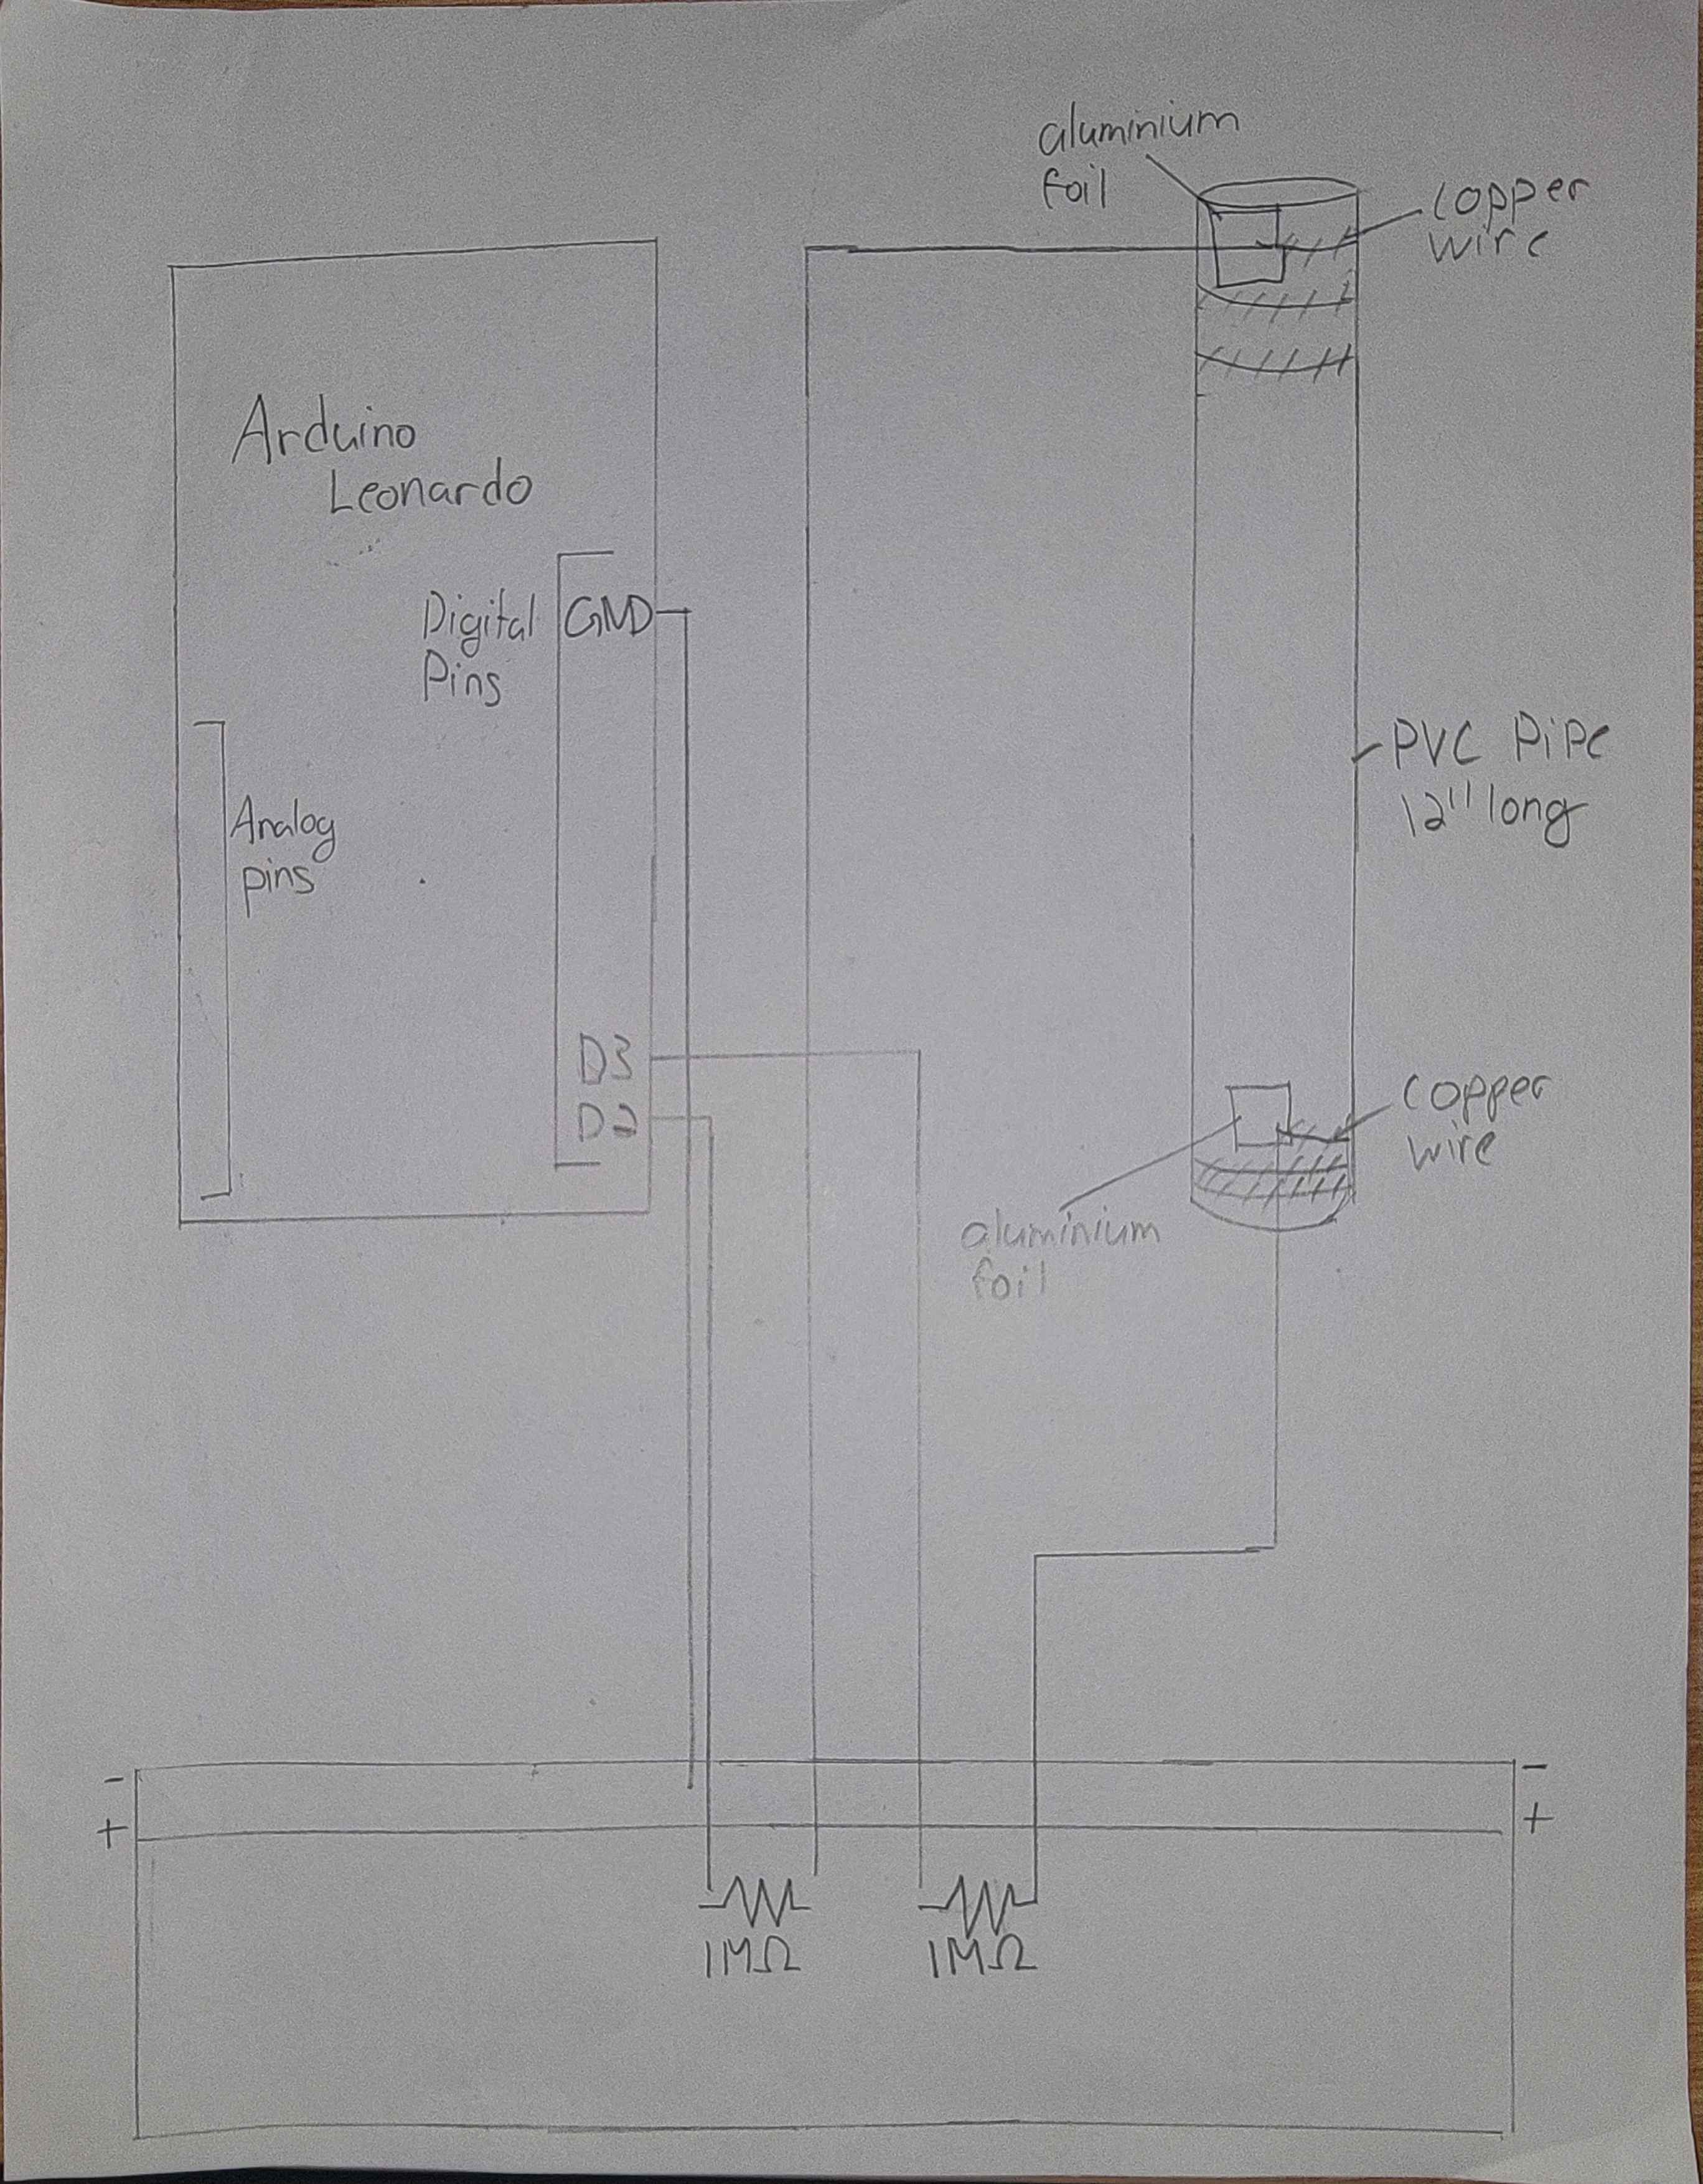 aluminium
foil
copper
wire
Arduino
Leonardo
Digital
Pins
GND
Analog
pins
PVC Pipe
12" long
D3
D2
copper
wire
aluminium
foil
- -
+ +
1MΩ 1MΩ